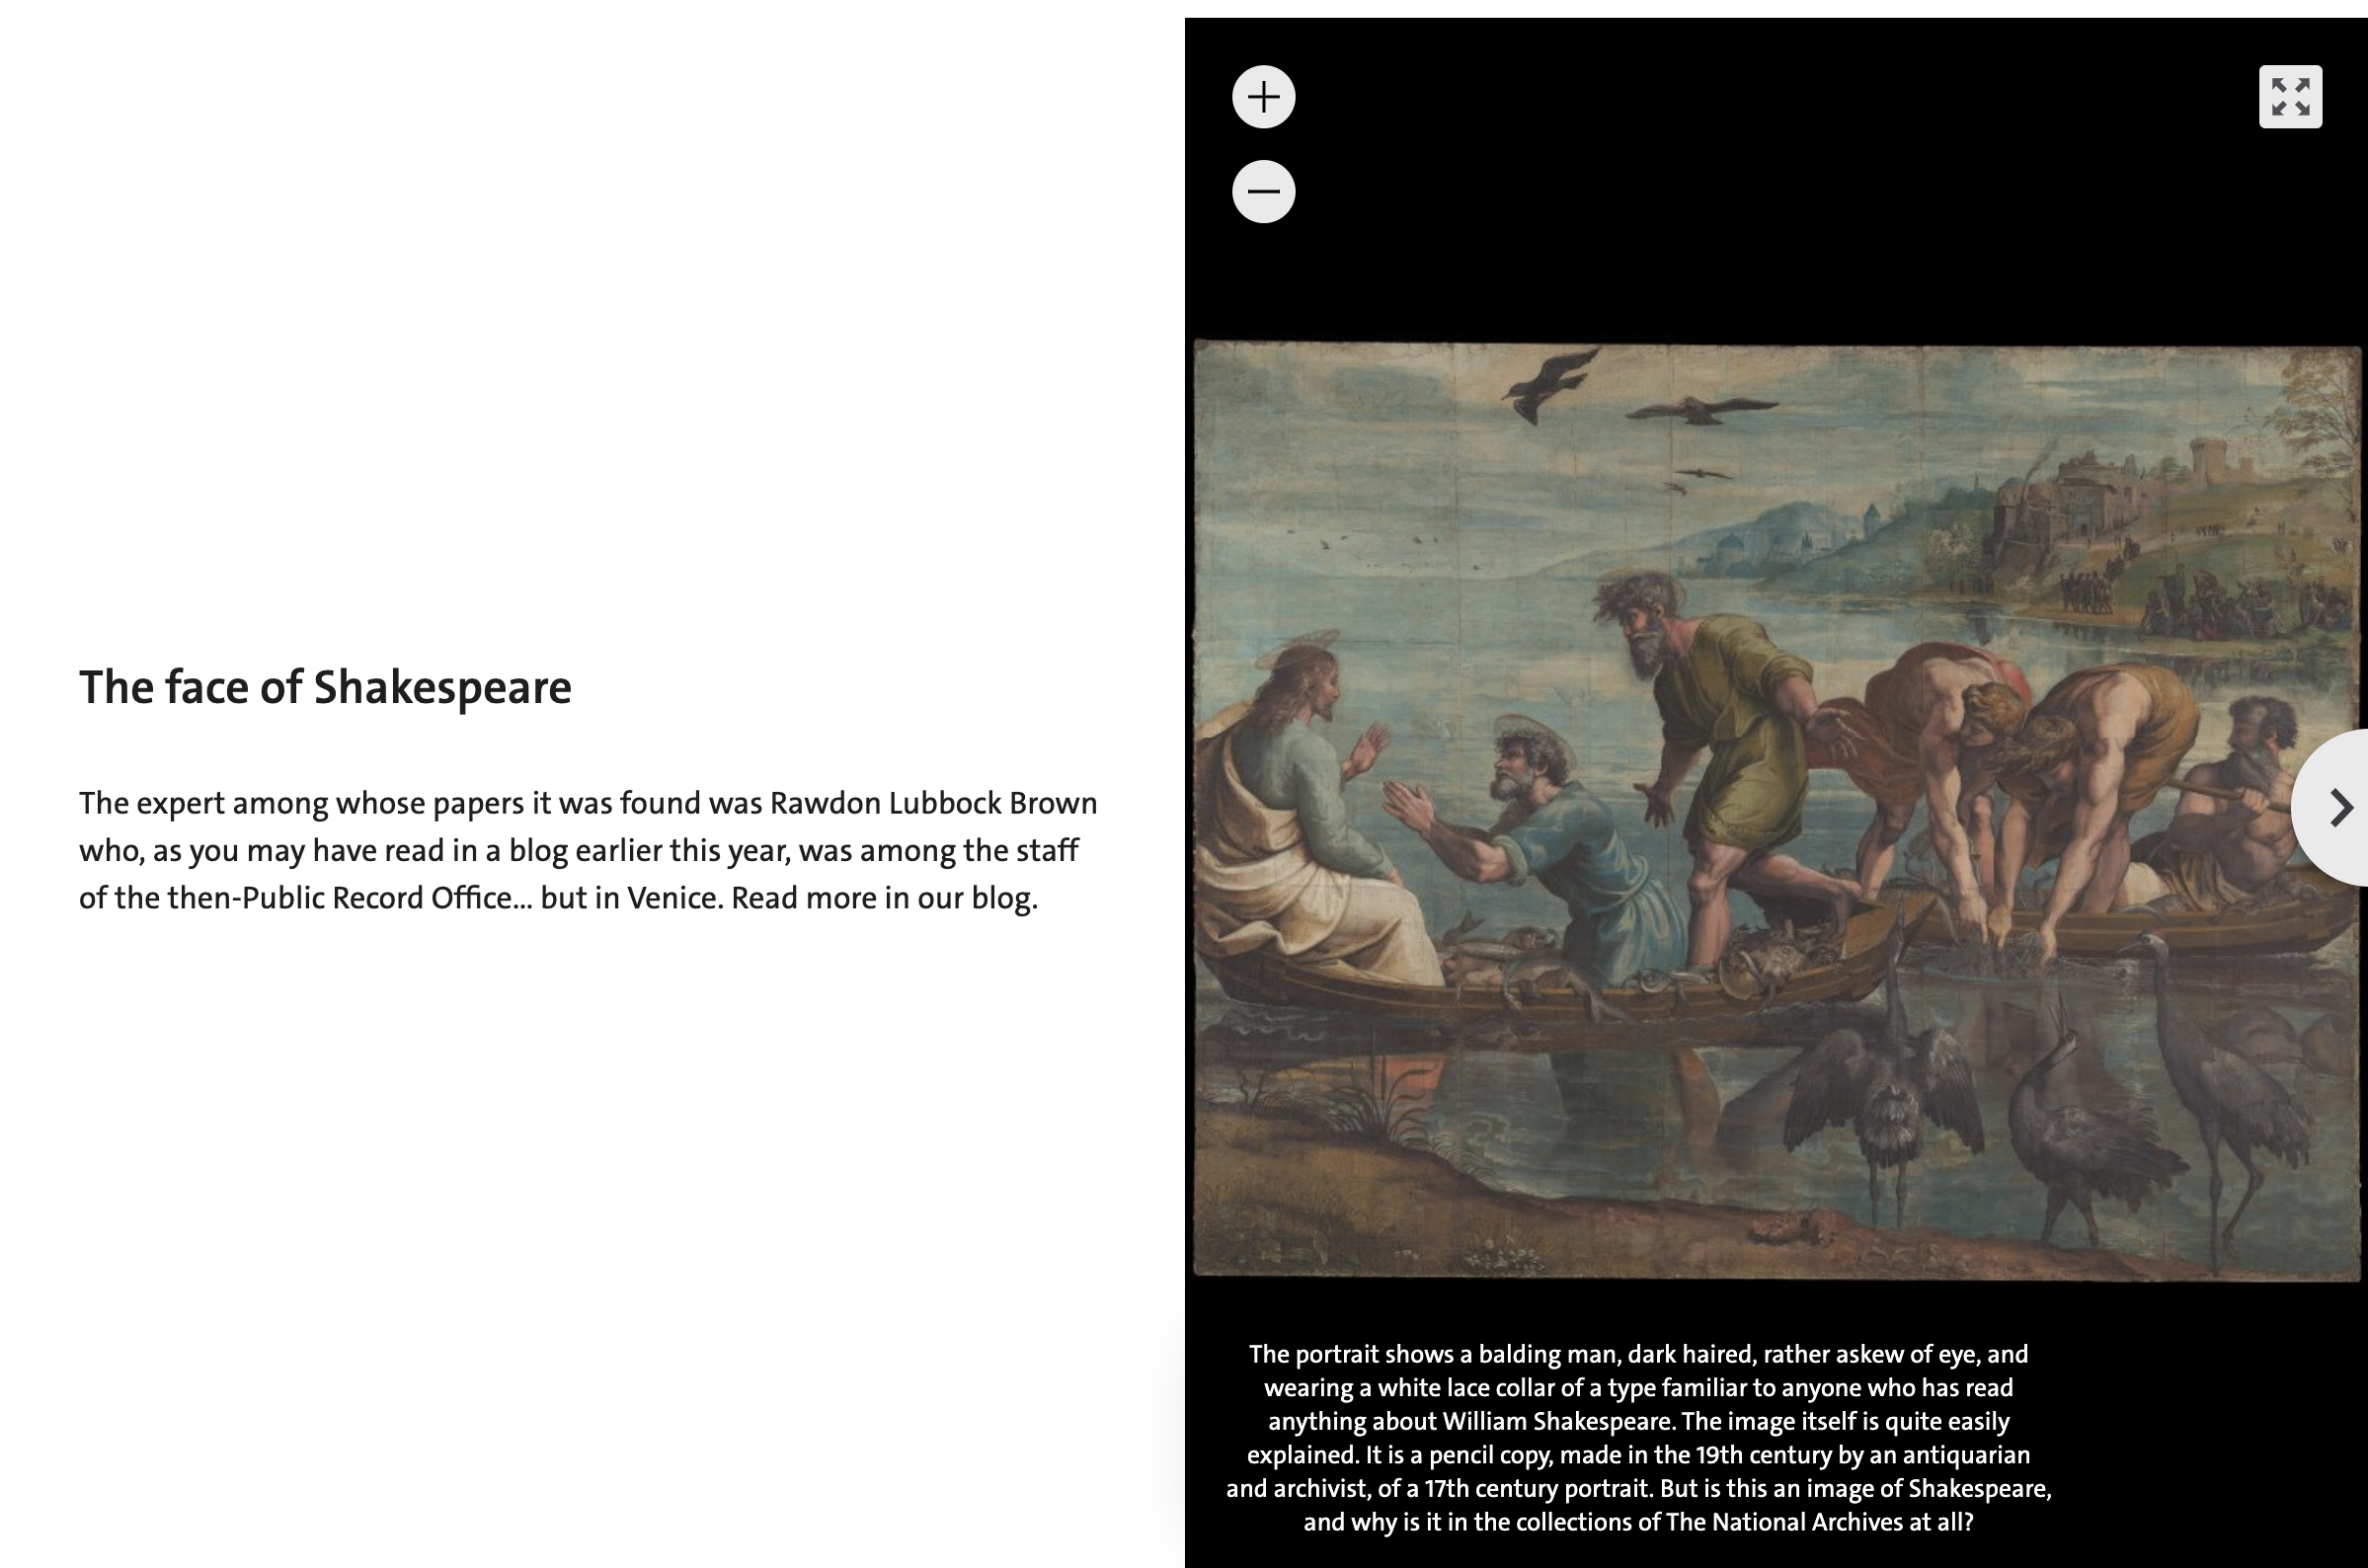 The face of Shakespeare
The expert among whose papers it was found was Rawdon Lubbock Brown
who, as you may have read in a blog earlier this year, was among the staff
of the then-Public Record Office... but in Venice. Read more in our blog.
The portrait shows a balding man, dark haired, rather askew of eye, and
wearing a white lace collar of a type familiar to anyone who has read
anything about William Shakespeare. The image itself is quite easily
explained. It is a pencil copy, made in the 19th century by an antiquarian
and archivist, of a 17th century portrait. But is this an image of Shakespeare,
and why is it in the collections of The National Archives at all?